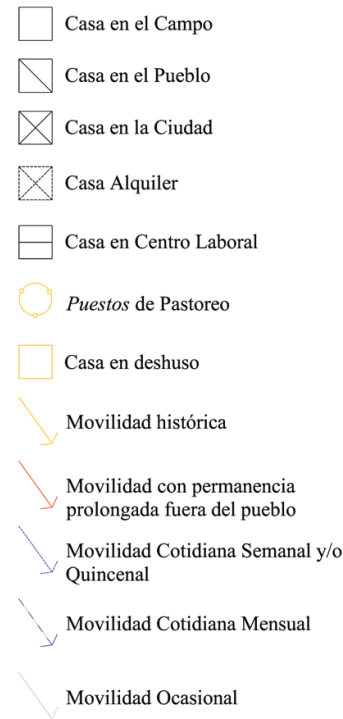 Casa en el Campo
Casa en el Pueblo
Casa en la Ciudad
Casa Alquiler
Casa en Centro Laboral
Puestos de Pastoreo
Casa en deshuso
Movilidad histórica
Movilidad con permanencia
prolongada fuera del pueblo
Movilidad Cotidiana Semanal y/o
Quincenal
Movilidad Cotidiana Mensual
Movilidad Ocasional